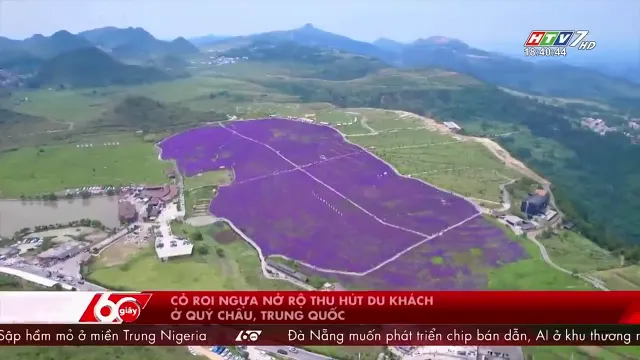 HTV7 HD
18:40:44
60 giây
CỎ ROI NGỰA NỞ RỘ THU HÚT DU KHÁCH
Ở QUÝ CHÂU, TRUNG QUỐC
Sập hầm mỏ ở miền Trung Nigeria 60 giây Đà Nẵng muốn phát triển chip bán dẫn, AI ở khu thương